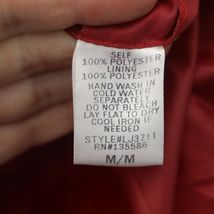 SELF
100% POLYESTER
LINING
100% POLYESTER
HAND WASH IN
COLD WATER
SEPARATELY
DO NOT BLEACH
LAY FLAT TO DRY
COOL IRON IF
NEEDED
STYLE#LJ3711
RN#135586
M/M